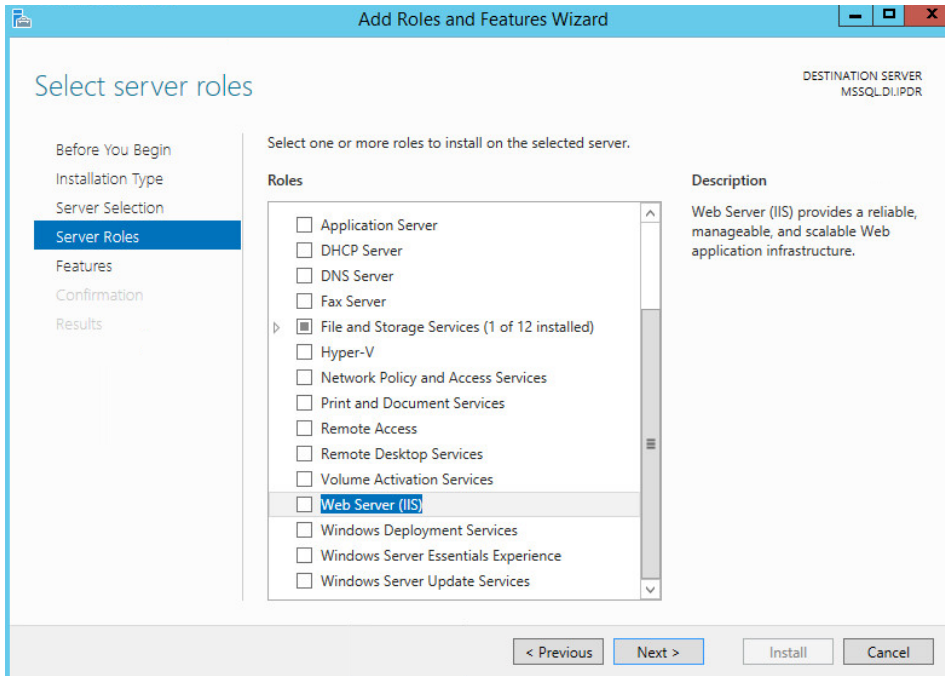 Add Roles and Features Wizard
Select server roles
DESTINATION SERVER
MSSQL.DI.IPDR
Before You Begin
Installation Type
Server Selection
Server Roles
Features
Confirmation
Results
Select one or more roles to install on the selected server.
Roles
Application Server
DHCP Server
DNS Server
Fax Server
File and Storage Services (1 of 12 installed)
Hyper-V
Network Policy and Access Services
Print and Document Services
Remote Access
Remote Desktop Services
Volume Activation Services
Web Server (IIS)
Windows Deployment Services
Windows Server Essentials Experience
Windows Server Update Services
Description
Web Server (IIS) provides a reliable,
manageable, and scalable Web
application infrastructure.
< Previous
Next >
Install
Cancel